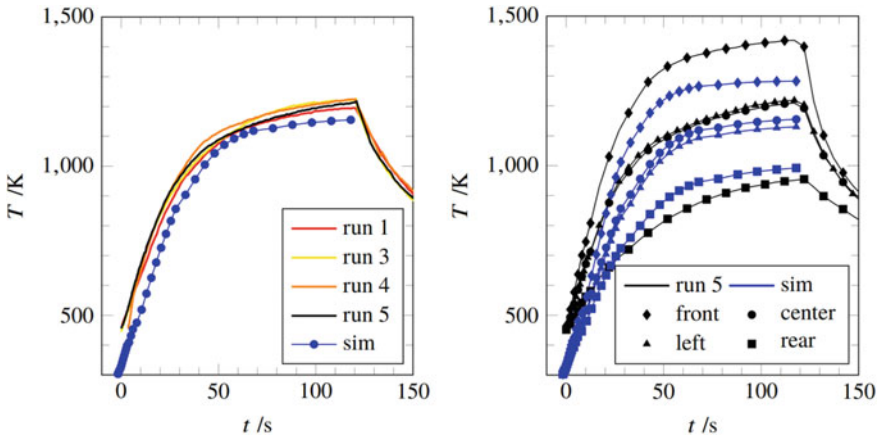 1,500
1,000
500
T /K
0
50
100
150
t /s
run 1
run 3
run 4
run 5
sim
1,500
1,000
500
T /K
0
50
100
150
t /s
run 5 sim
front center
left rear